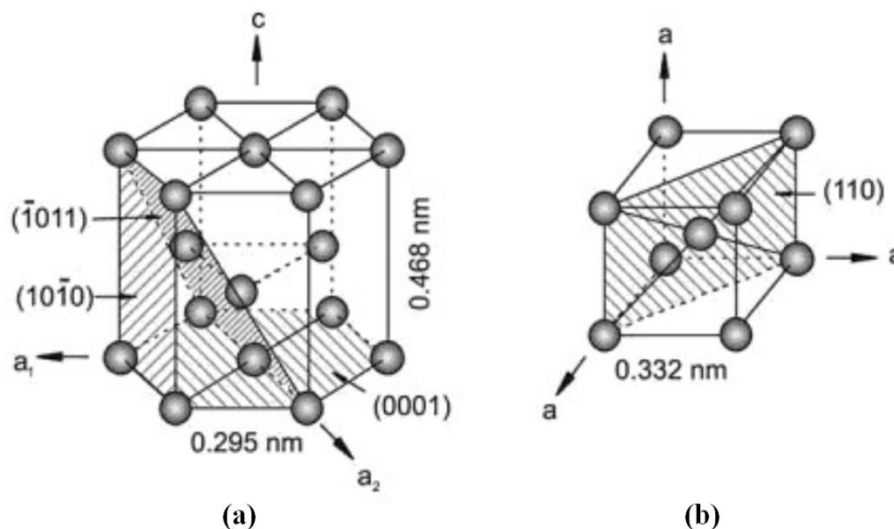 c
(1̄011)
(101̄0)
a₁
0.468 nm
(0001)
0.295 nm
a₂
(a)
a
(110)
a
0.332 nm
a
(b)